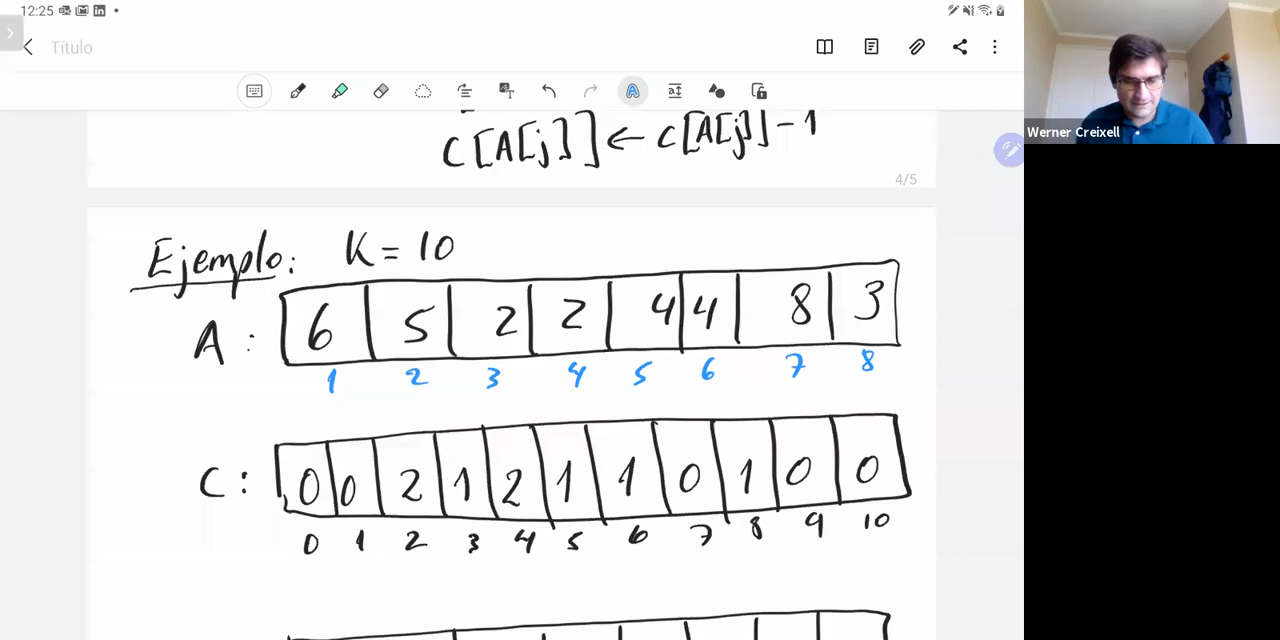 12:25
Título
C[A[j]] ← C[A[j]] - 1
4/5
Werner Creixell
Ejemplo: K = 10
A: 6 5 2 2 4 4 8 3
1 2 3 4 5 6 7 8
C: 0 0 2 1 2 1 1 0 1 0 0
0 1 2 3 4 5 6 7 8 9 10